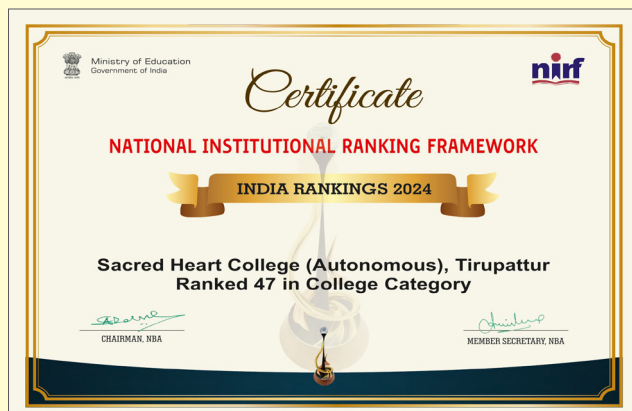 Ministry of Education
Government of India
nirf
Certificate
NATIONAL INSTITUTIONAL RANKING FRAMEWORK
INDIA RANKINGS 2024
Sacred Heart College (Autonomous), Tirupattur
Ranked 47 in College Category
CHAIRMAN, NBA
MEMBER SECRETARY, NBA